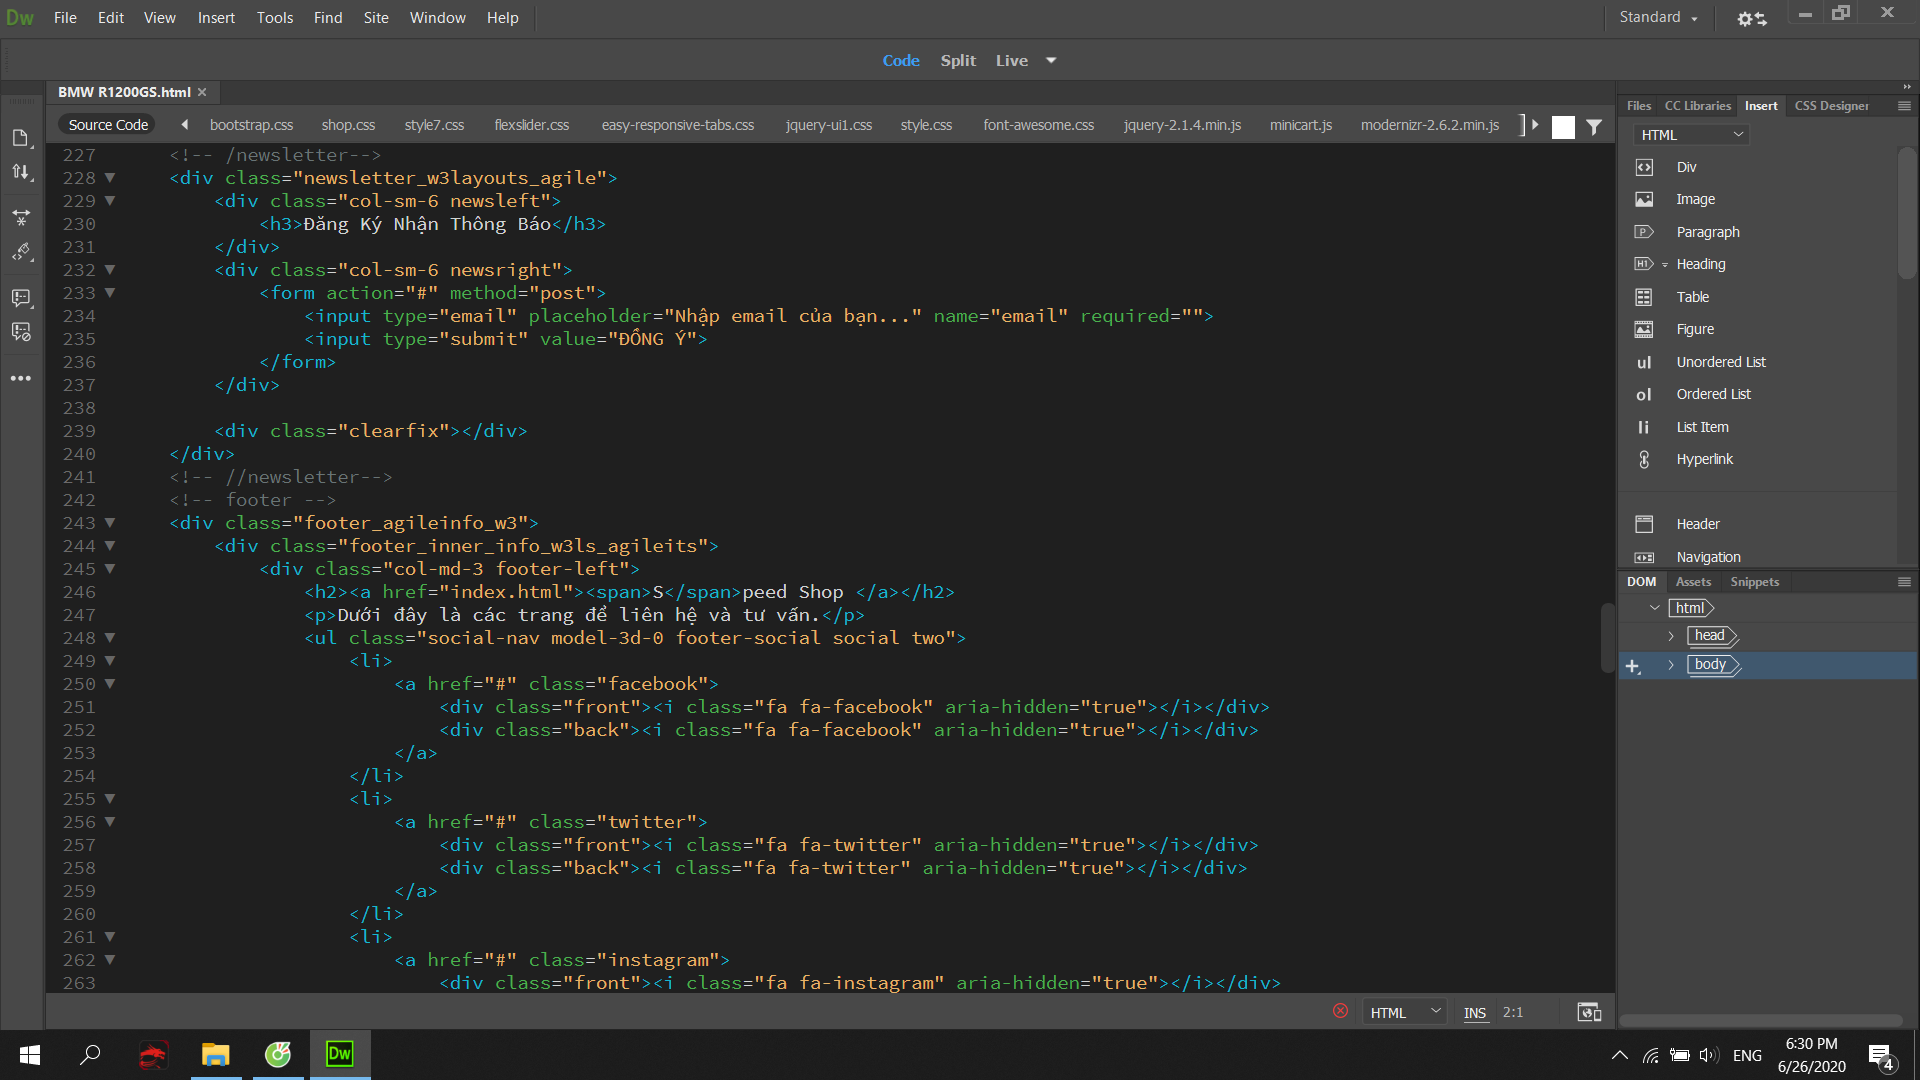 Dw File Edit View Insert Tools Find Site Window Help Standard
Code Split Live
BMW R1200GS.html
Source Code bootstrap.css shop.css style7.css flexslider.css easy-responsive-tabs.css jquery-ui1.css style.css font-awesome.css jquery-2.1.4.min.js minicart.js modernizr-2.6.2.min.js
227 <!-- /newsletter-->
228 <div class="newsletter_w3layouts_agile">
229 <div class="col-sm-6 newsleft">
230 <h3>Đăng Ký Nhận Thông Báo</h3>
231 </div>
232 <div class="col-sm-6 newsright">
233 <form action="#" method="post">
234 <input type="email" placeholder="Nhập email của bạn..." name="email" required="">
235 <input type="submit" value="ĐỒNG Ý">
236 </form>
237 </div>
238
239 <div class="clearfix"></div>
240 </div>
241 <!-- //newsletter-->
242 <!-- footer -->
243 <div class="footer_agileinfo_w3">
244 <div class="footer_inner_info_w3ls_agileits">
245 <div class="col-md-3 footer-left">
246 <h2><a href="index.html"><span>S</span>peed Shop </a></h2>
247 <p>Dưới đây là các trang để liên hệ và tư vấn.</p>
248 <ul class="social-nav model-3d-0 footer-social social two">
249 <li>
250 <a href="#" class="facebook">
251 <div class="front"><i class="fa fa-facebook" aria-hidden="true"></i></div>
252 <div class="back"><i class="fa fa-facebook" aria-hidden="true"></i></div>
253 </a>
254 </li>
255 <li>
256 <a href="#" class="twitter">
257 <div class="front"><i class="fa fa-twitter" aria-hidden="true"></i></div>
258 <div class="back"><i class="fa fa-twitter" aria-hidden="true"></i></div>
259 </a>
260 </li>
261 <li>
262 <a href="#" class="instagram">
263 <div class="front"><i class="fa fa-instagram" aria-hidden="true"></i></div>
HTML INS 2:1
Files CC Libraries Insert CSS Designer
HTML
Div
Image
Paragraph
H1 Heading
Table
Figure
ul Unordered List
ol Ordered List
li List Item
Hyperlink
Header
Navigation
DOM Assets Snippets
html
head
body
Dw
ENG
6:30 PM
6/26/2020
4